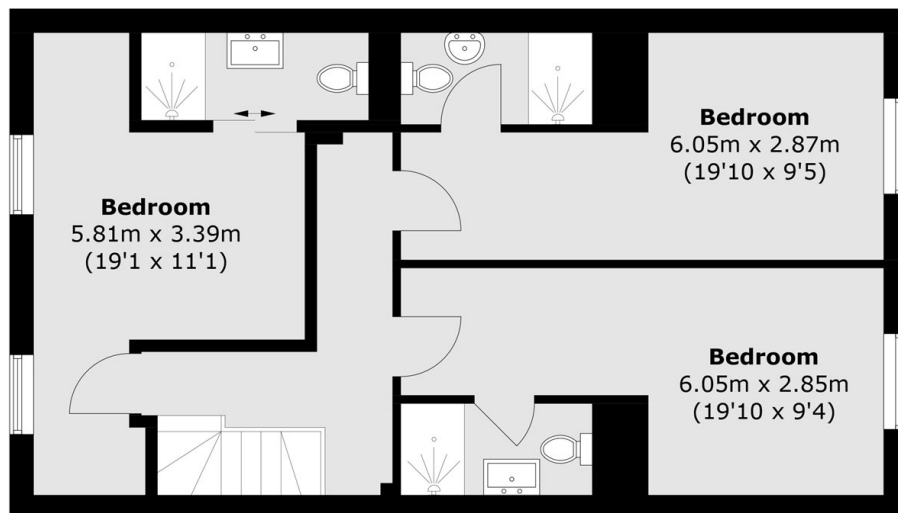 Bedroom
5.81m x 3.39m
(19'1 x 11'1)
Bedroom
6.05m x 2.87m
(19'10 x 9'5)
Bedroom
6.05m x 2.85m
(19'10 x 9'4)